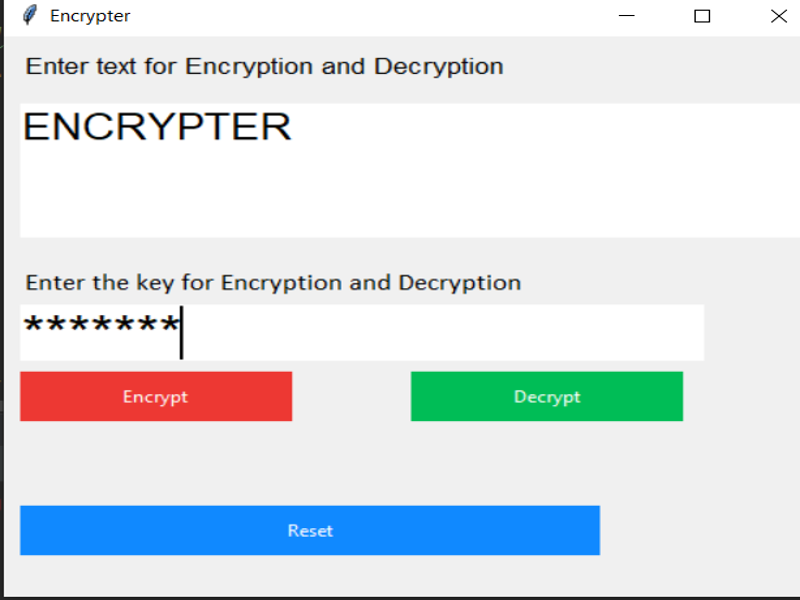 Encrypter
Enter text for Encryption and Decryption
ENCRYPTER
Enter the key for Encryption and Decryption
*******
Encrypt Decrypt
Reset